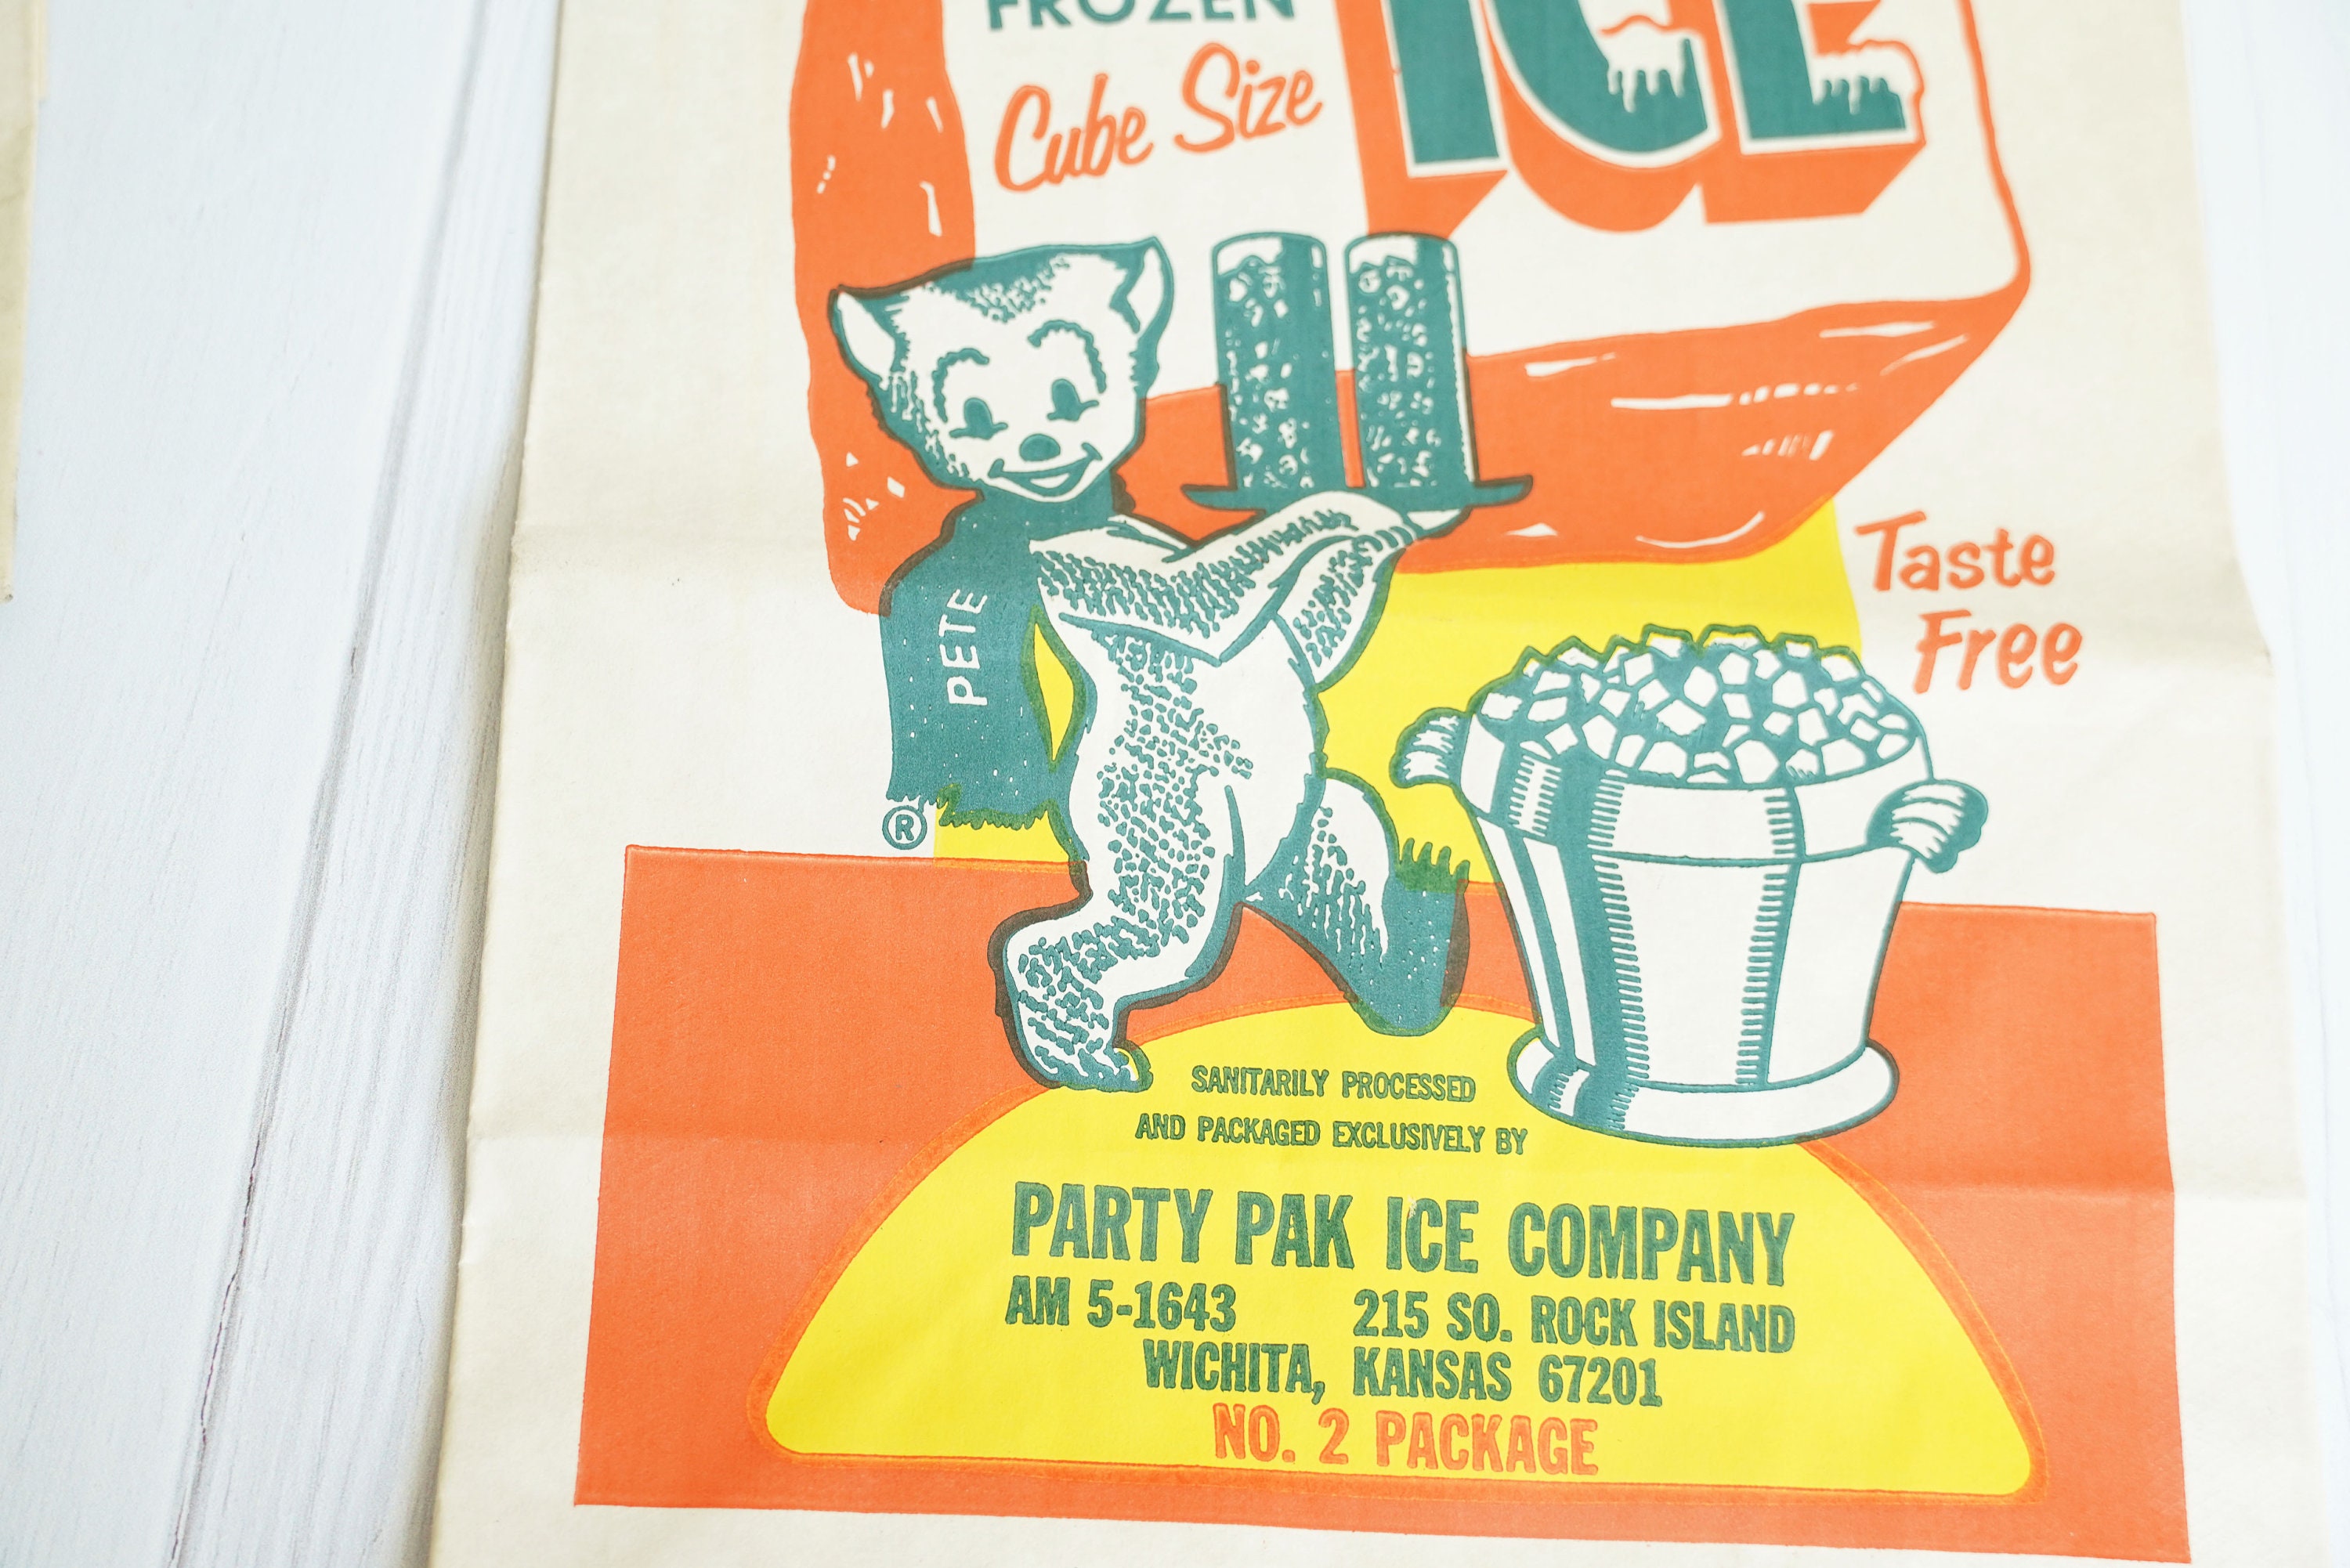 FROZEN
Cube Size
ICE
PETE
®
Taste
Free
SANITARILY PROCESSED
AND PACKAGED EXCLUSIVELY BY
PARTY PAK ICE COMPANY
AM 5-1643 215 SO. ROCK ISLAND
WICHITA, KANSAS 67201
NO. 2 PACKAGE